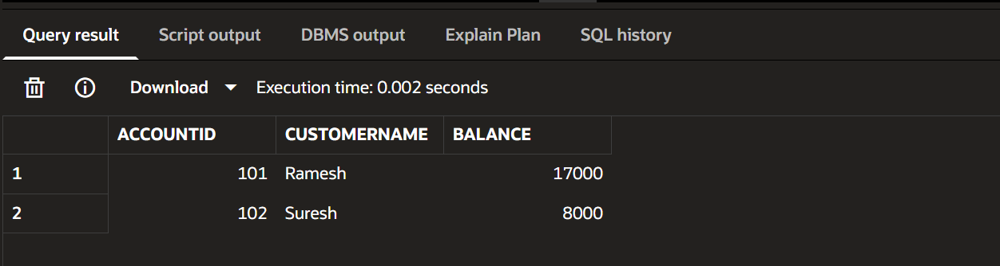 Query result Script output DBMS output Explain Plan SQL history
Download Execution time: 0.002 seconds
ACCOUNTID CUSTOMERNAME BALANCE
1 101 Ramesh 17000
2 102 Suresh 8000